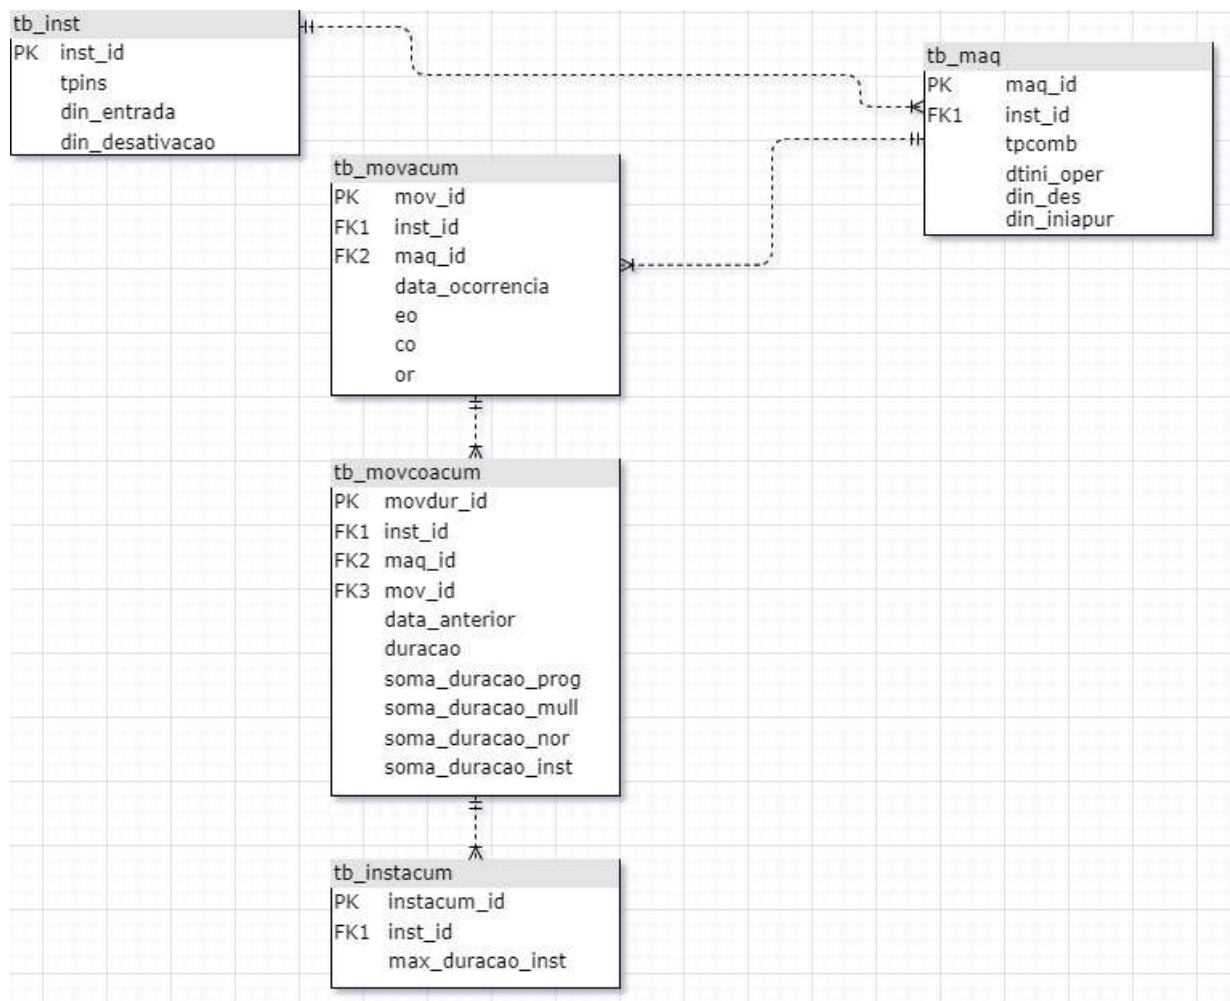 tb_inst
PK inst_id
tpins
din_entrada
din_desativacao
tb_maq
PK maq_id
FK1 inst_id
tpcomb
dtini_oper
din_des
din_iniapur
tb_movacum
PK mov_id
FK1 inst_id
FK2 maq_id
data_ocorrencia
eo
co
or
tb_movcoacum
PK movdur_id
FK1 inst_id
FK2 maq_id
FK3 mov_id
data_anterior
duracao
soma_duracao_prog
soma_duracao_mull
soma_duracao_nor
soma_duracao_inst
tb_instacum
PK instacum_id
FK1 inst_id
max_duracao_inst